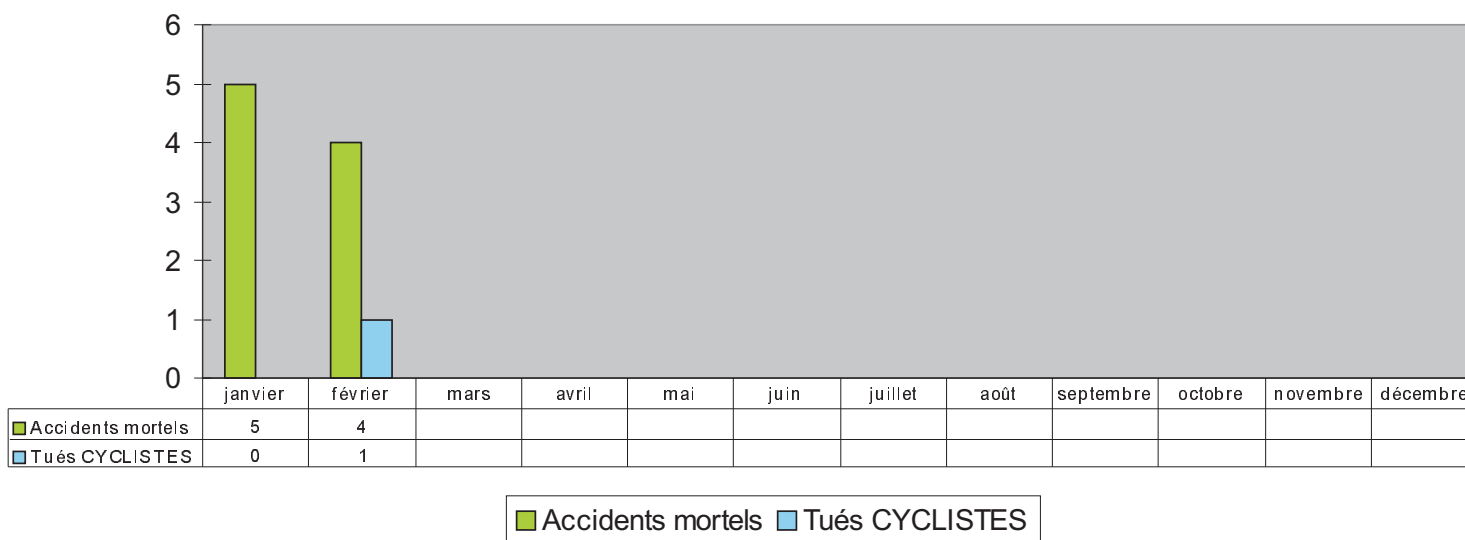 6
5
4
3
2
1
0
janvier février mars avril mai juin juillet août septembre octobre novembre décembre
Accidents mortels 5 4
Tués CYCLISTES 0 1
Accidents mortels Tués CYCLISTES